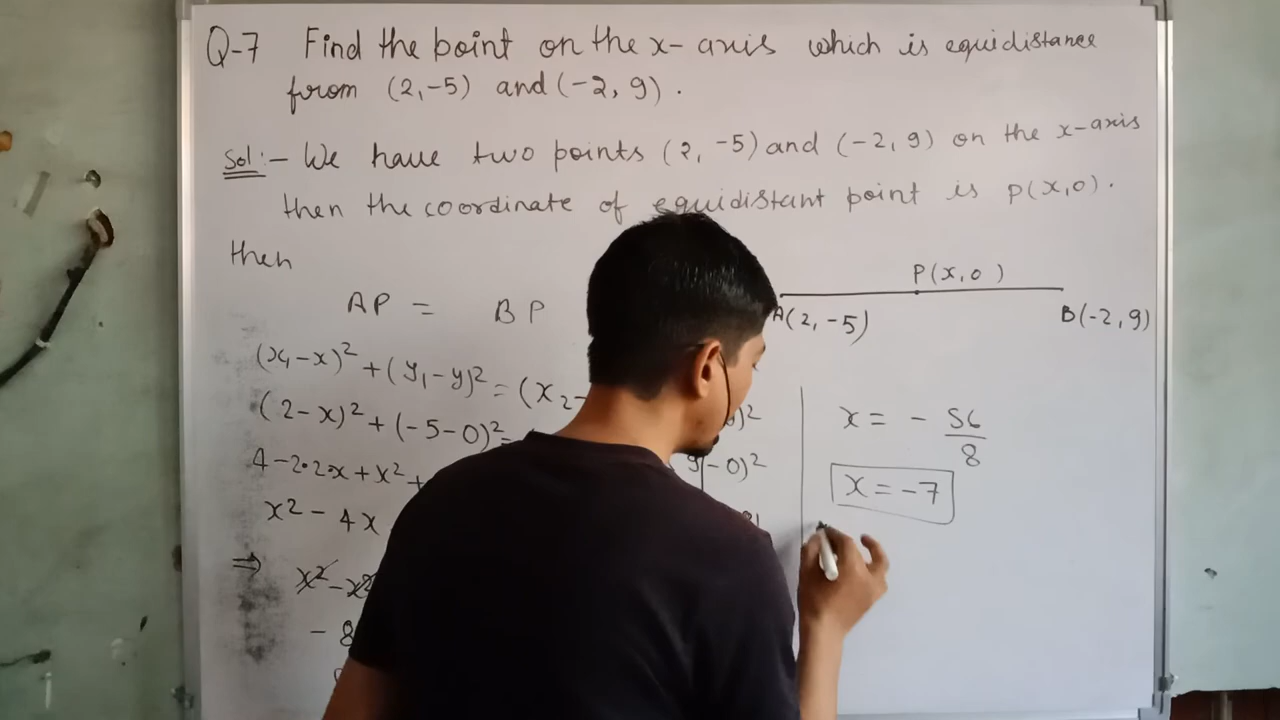 Q-7 Find the point on the x-axis which is equidistance
from (2,-5) and (-2, 9).
Sol:- We have two points (2, -5) and (-2, 9) on the x-axis
then the coordinate of equidistant point is P(x,0).
then
P(x,0)
AP = BP
A(2, -5)
B(-2, 9)
(x₁-x)² + (y₁-y)² = (x₂-
(2-x)² + (-5-0)² =
)²
4-2·2·x+x²+
9-0)²
x² - 4x
81
⇒ x² - x²
- 8
x = - 56/8
x = -7